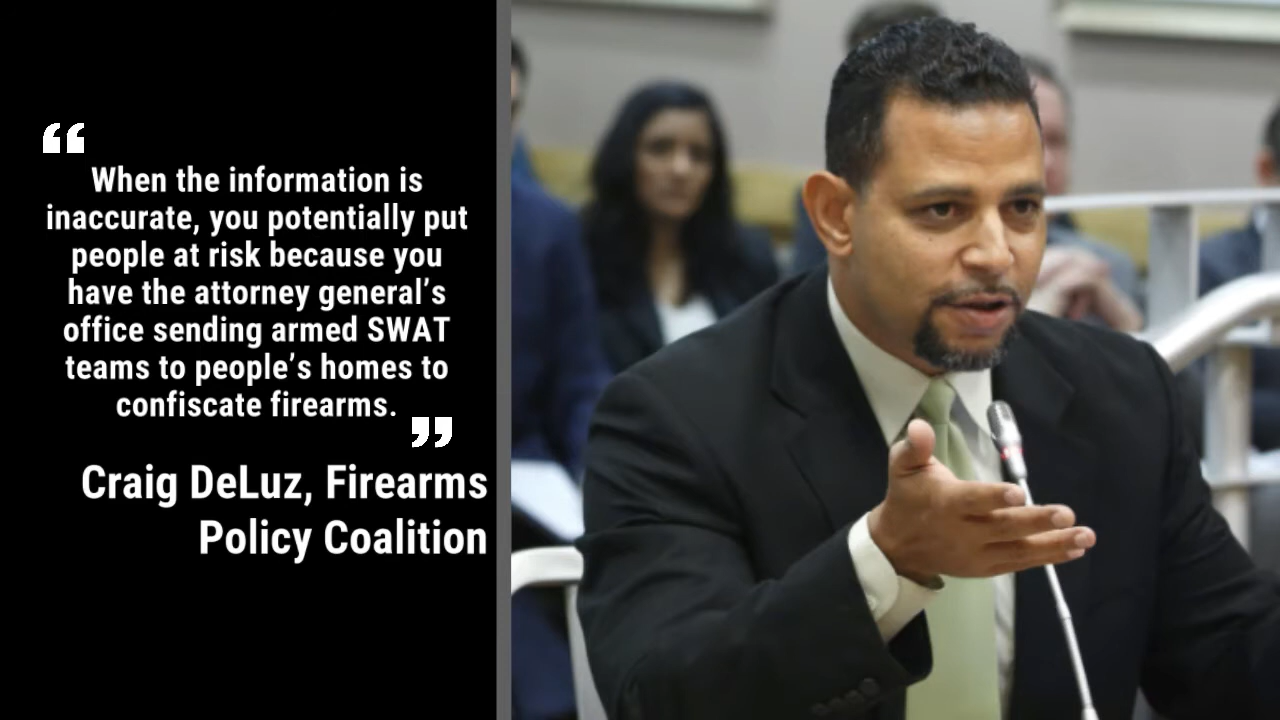 “
When the information is
inaccurate, you potentially put
people at risk because you
have the attorney general’s
office sending armed SWAT
teams to people’s homes to
confiscate firearms.
”
Craig DeLuz, Firearms
Policy Coalition